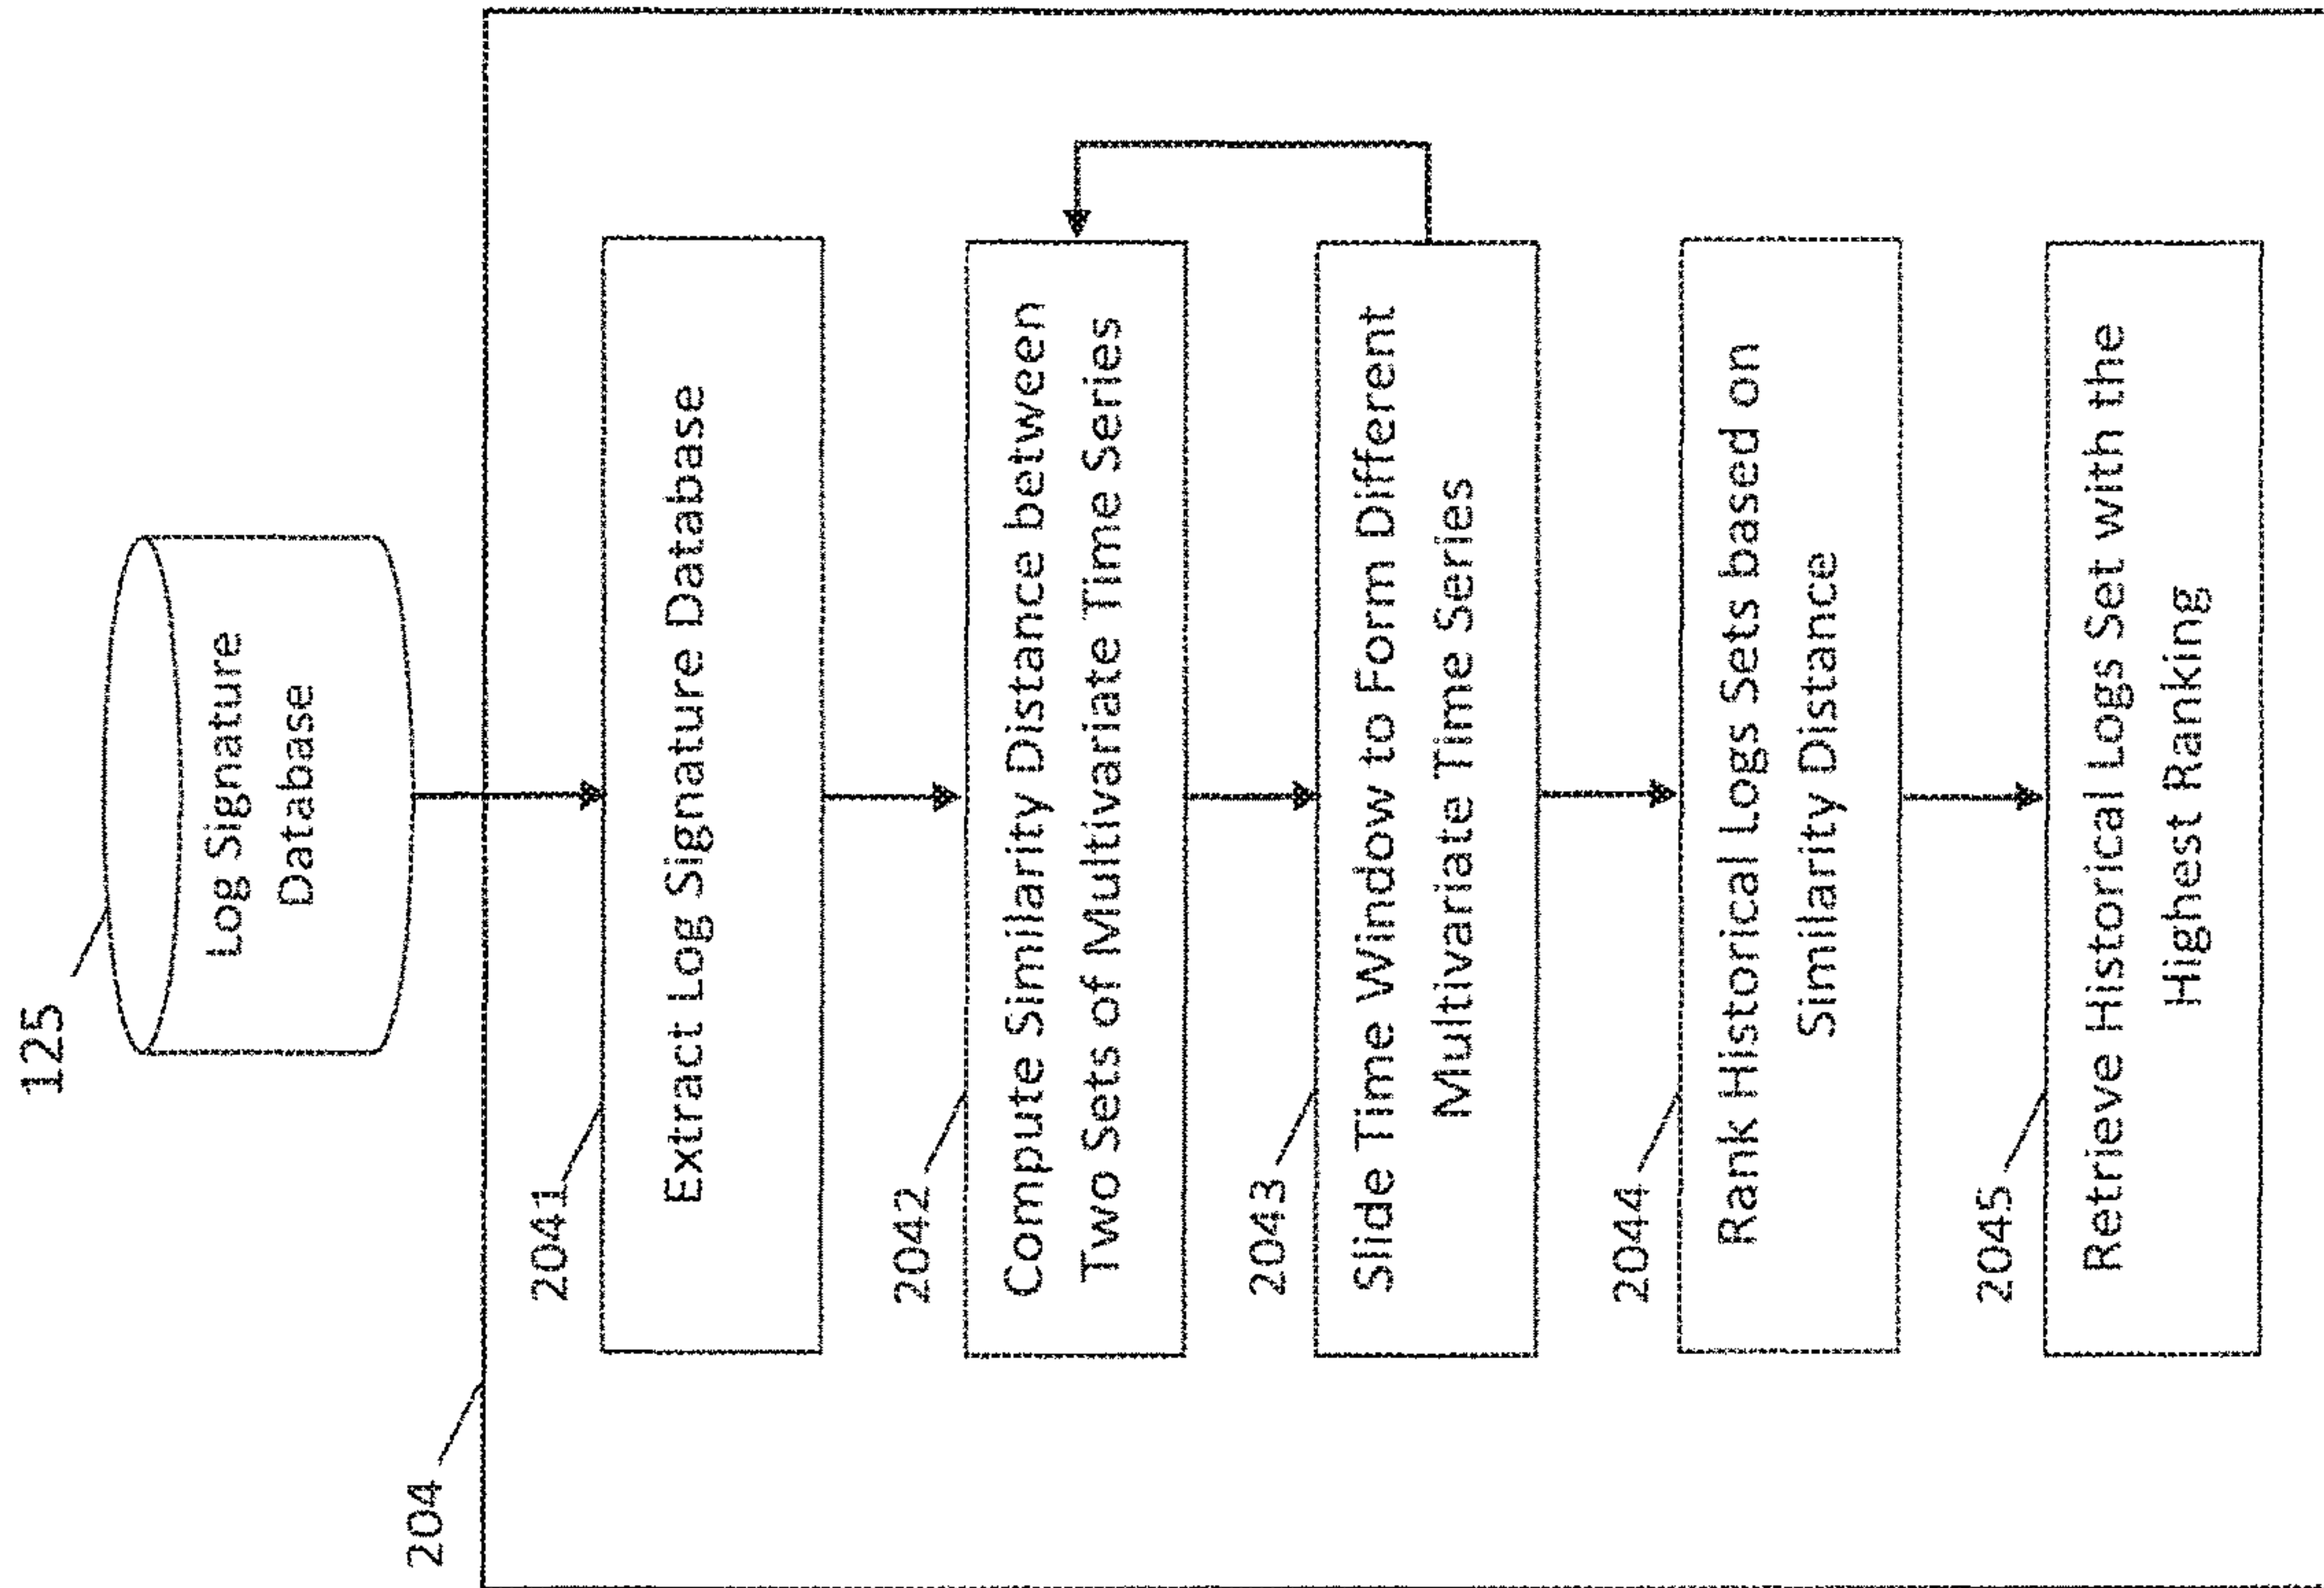 125
Log Signature
Database
204
2041
Extract Log Signature Database
2042
Compute Similarity Distance between
Two Sets of Multivariate Time Series
2043
Slide Time Window to Form Different
Multivariate Time Series
2044
Rank Historical Logs Sets based on
Similarity Distance
2045
Retrieve Historical Logs Set with the
Highest Ranking